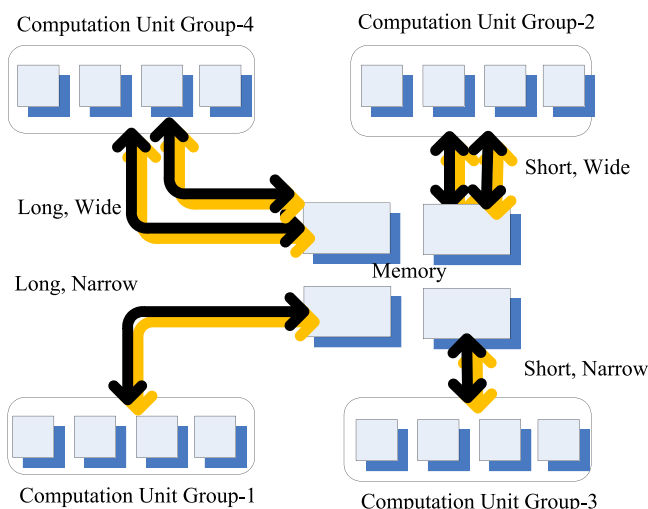 Computation Unit Group-4
Computation Unit Group-2
Short, Wide
Long, Wide
Memory
Long, Narrow
Short, Narrow
Computation Unit Group-1
Computation Unit Group-3